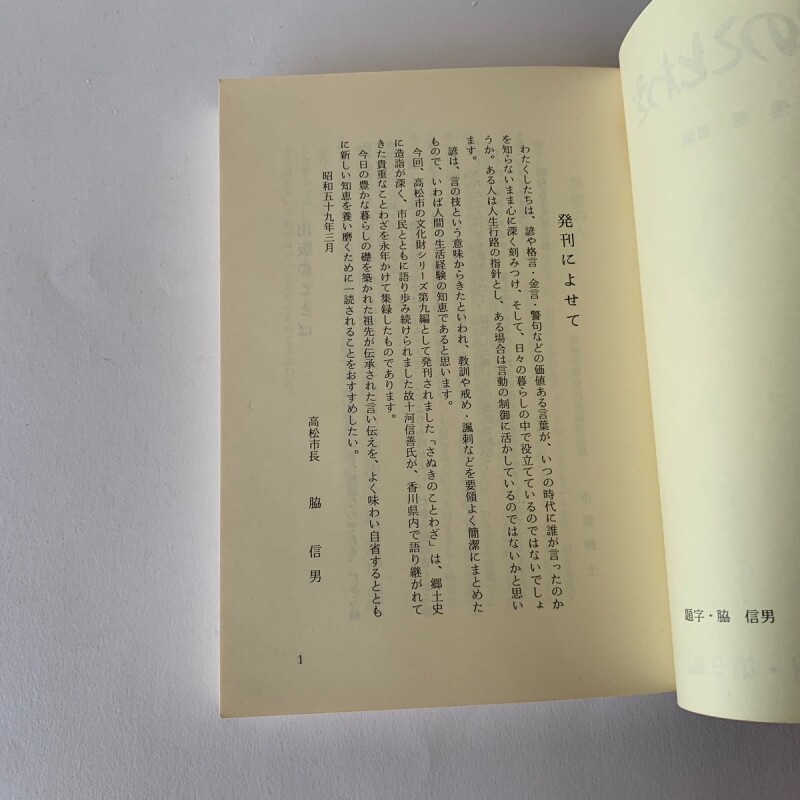 題字・脇　信男
発刊によせて
わたくしたちは、諺や格言・金言・警句などの価値ある言葉が、いつの時代に誰が言ったのか
を知らないまま心に深く刻みつけ、そして、日々の暮らしの中で役立てているのではないでしょ
うか。ある人は人生行路の指針とし、ある場合は言動の制御に活かしているのではないかと思い
ます。
諺は、言の技という意味からきたといわれ、教訓や戒め・諷刺などを要領よく簡潔にまとめた
もので、いわば人間の生活経験の知恵であると思います。
今回、高松市の文化財シリーズ第九編として発刊されました「さぬきのことわざ」は、郷土史
に造詣が深く、市民とともに語り歩み続けられました故十河信善氏が、香川県内で語り継がれて
きた貴重なことわざを永年かけて集録したものであります。
今日の豊かな暮らしの礎を築かれた祖先が伝承された言い伝えを、よく味わい自省するととも
に新しい知恵を養い磨くために一読されることをおすすめしたい。
昭和五十九年三月
高松市長　脇　信男
1